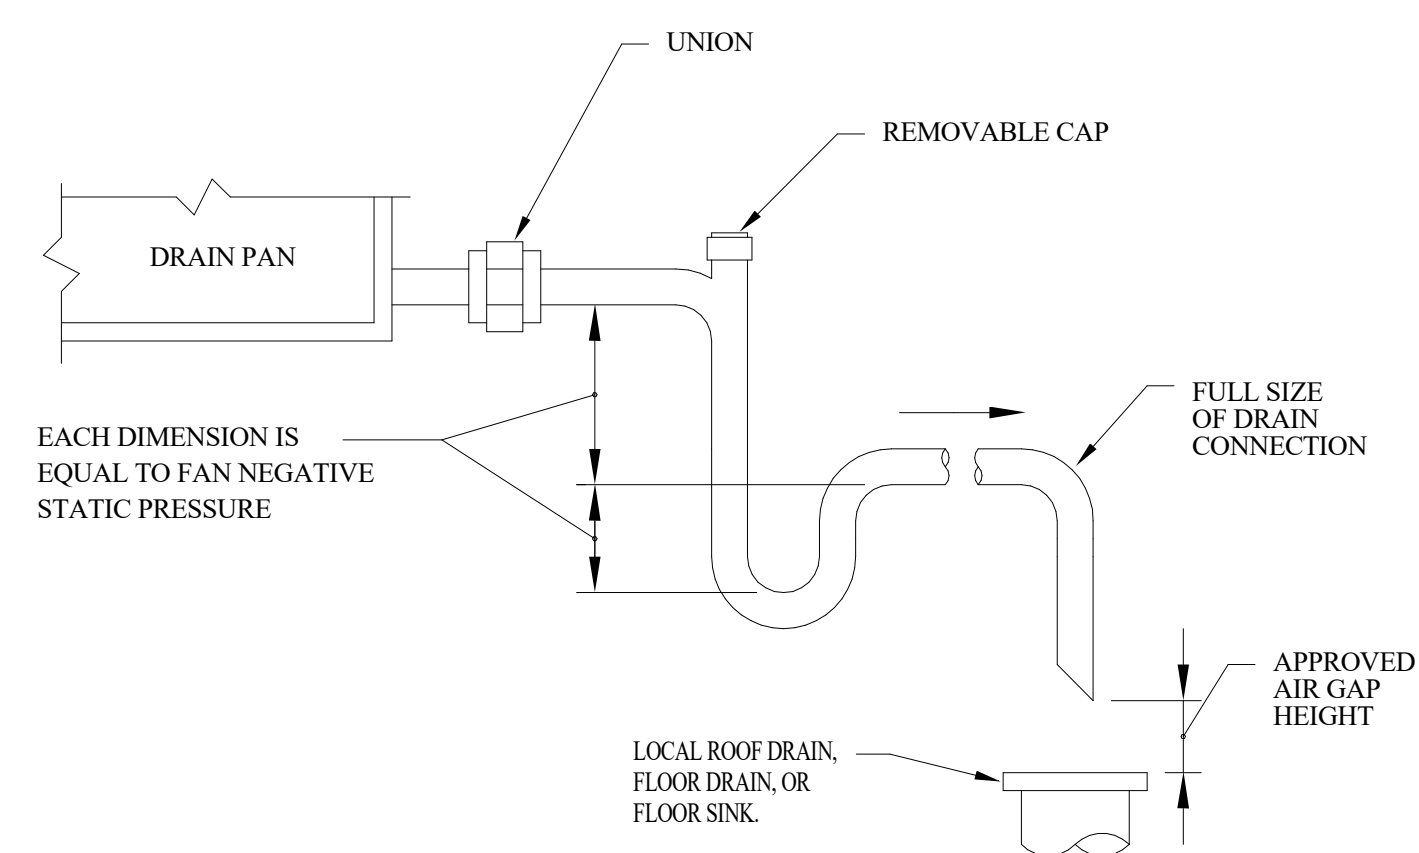 UNION
REMOVABLE CAP
DRAIN PAN
FULL SIZE
OF DRAIN
CONNECTION
EACH DIMENSION IS
EQUAL TO FAN NEGATIVE
STATIC PRESSURE
APPROVED
AIR GAP
HEIGHT
LOCAL ROOF DRAIN,
FLOOR DRAIN, OR
FLOOR SINK.